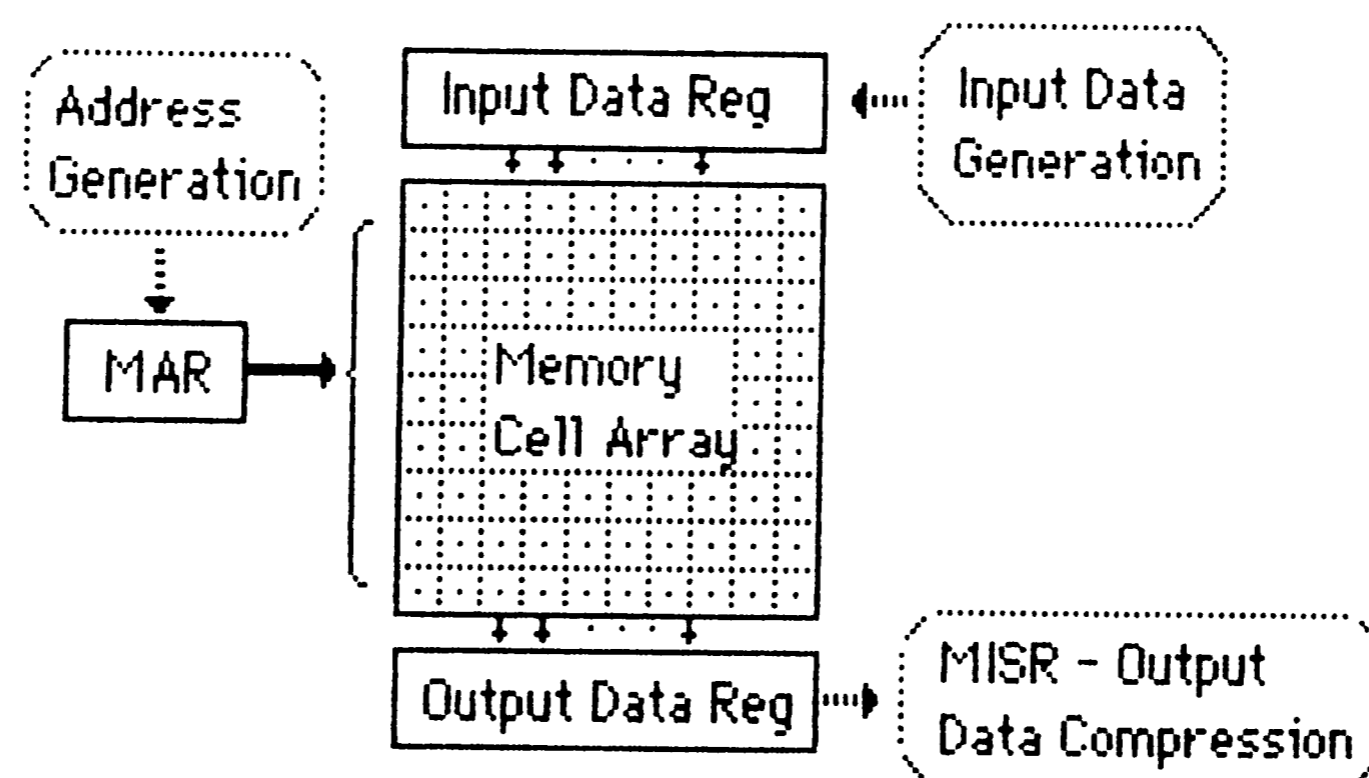 Address
Generation
Input Data Reg
Input Data
Generation
MAR
Memory
Cell Array
Output Data Reg
MISR - Output
Data Compression